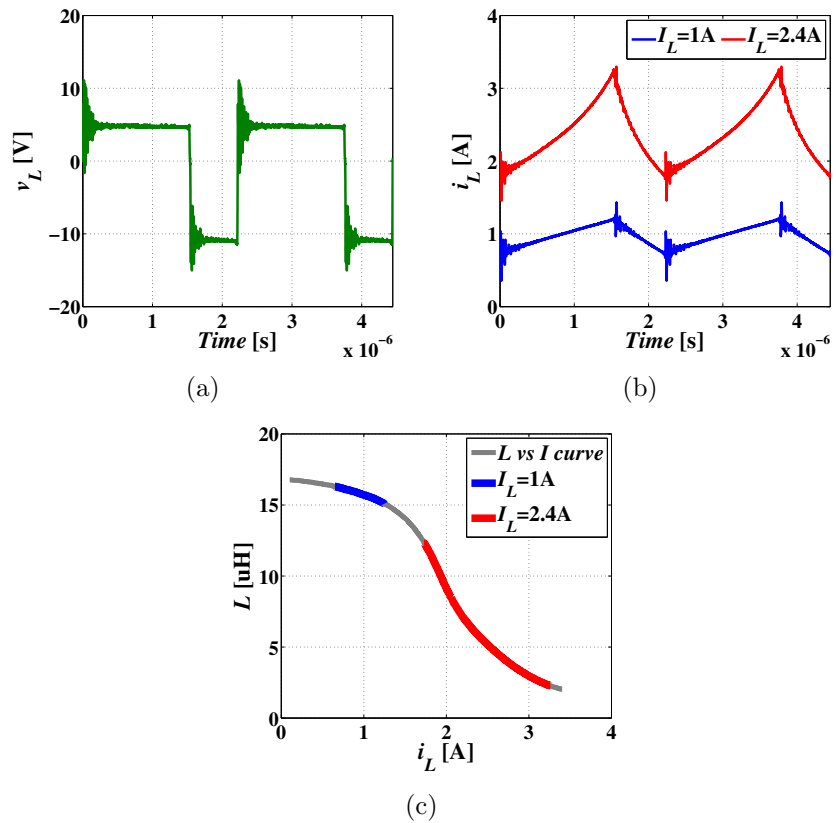 20
10
0
−10
−20
v_L [V]
0 1 2 3 4
Time [s]
x 10^-6
(a)
4
3
2
1
0
i_L [A]
I_L=1A I_L=2.4A
0 1 2 3 4
Time [s]
x 10^-6
(b)
20
15
10
5
0
L [uH]
L vs I curve
I_L=1A
I_L=2.4A
0 1 2 3 4
i_L [A]
(c)